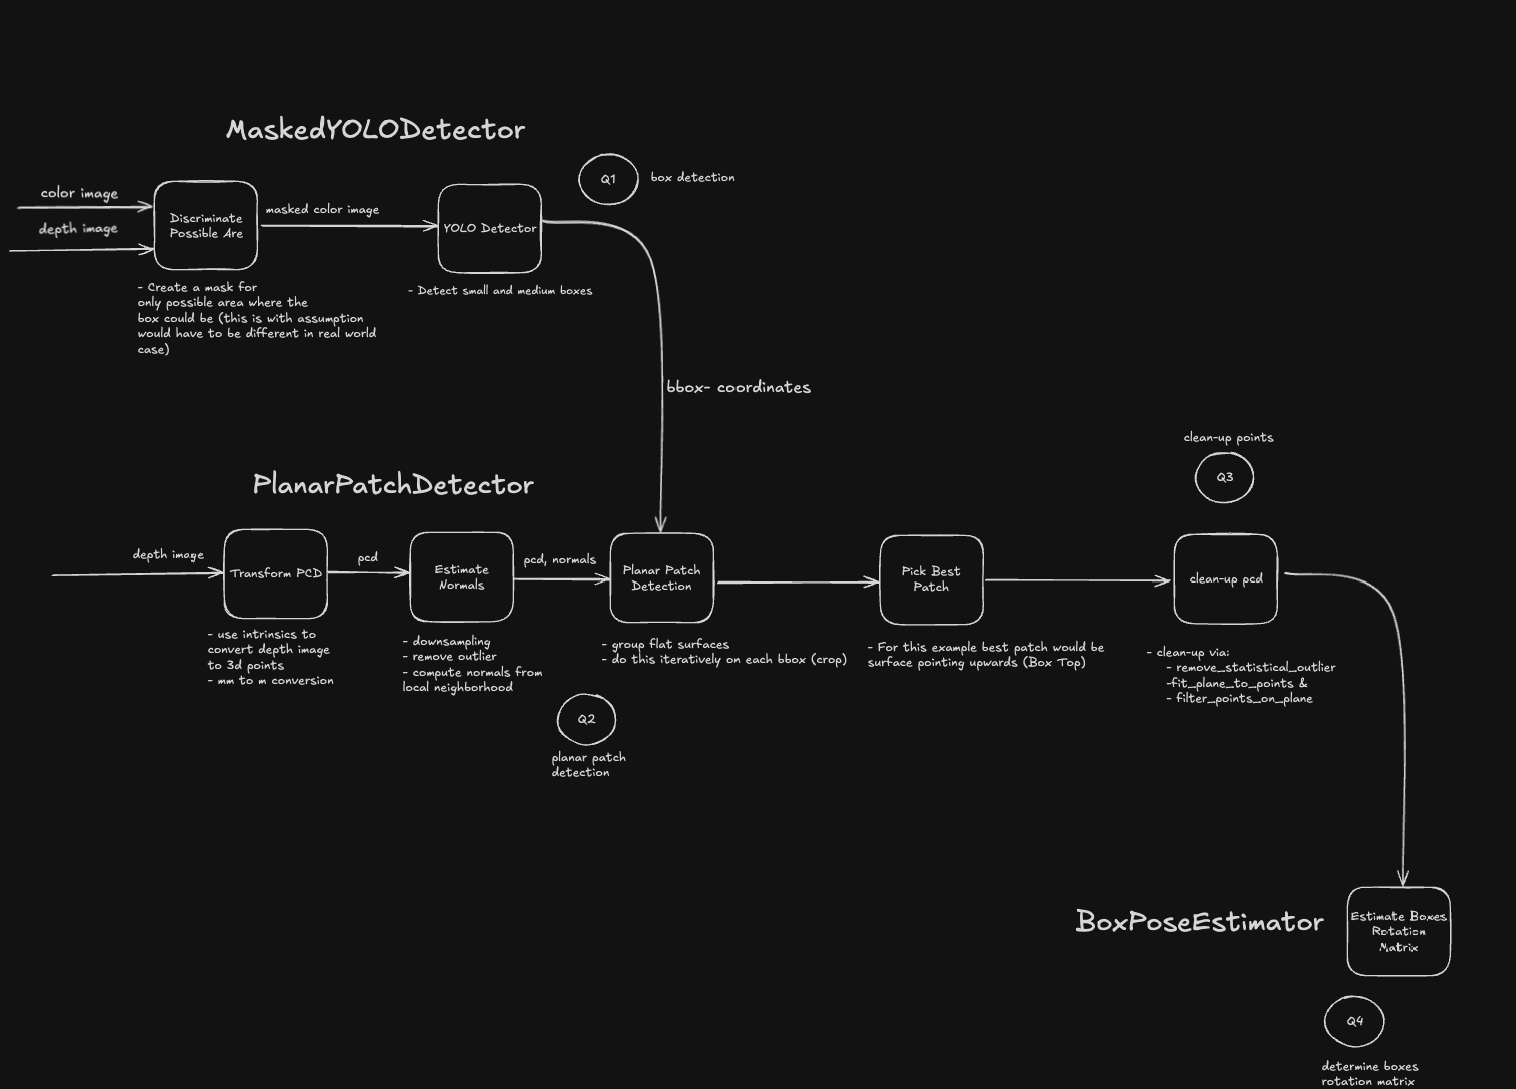 MaskedYOLODetector
Q1
box detection
color image
depth image
Discriminate
Possible Are
masked color image
YOLO Detector
- Create a mask for
only possible area where the
box could be (this is with assumption
would have to be different in real world
case)
- Detect small and medium boxes
bbox- coordinates
clean-up points
Q3
PlanarPatchDetector
depth image
Transform PCD
pcd
Estimate
Normals
pcd, normals
Planar Patch
Detection
Pick Best
Patch
clean-up psd
- use intrinsics to
convert depth image
to 3d points
- mm to m conversion
- downsampling
- remove outlier
- compute normals from
local neighborhood
- group flat surfaces
- do this iteratively on each bbox (crop)
- For this example best patch would be
surface pointing upwards (Box Top)
- clean-up via:
- remove_statistical_outlier
-fit_plane_to_points &
- filter_points_on_plane
Q2
planar patch
detection
BoxPoseEstimator
Estimate Boxes
Rotation
Matrix
Q4
determine boxes
rotation matrix